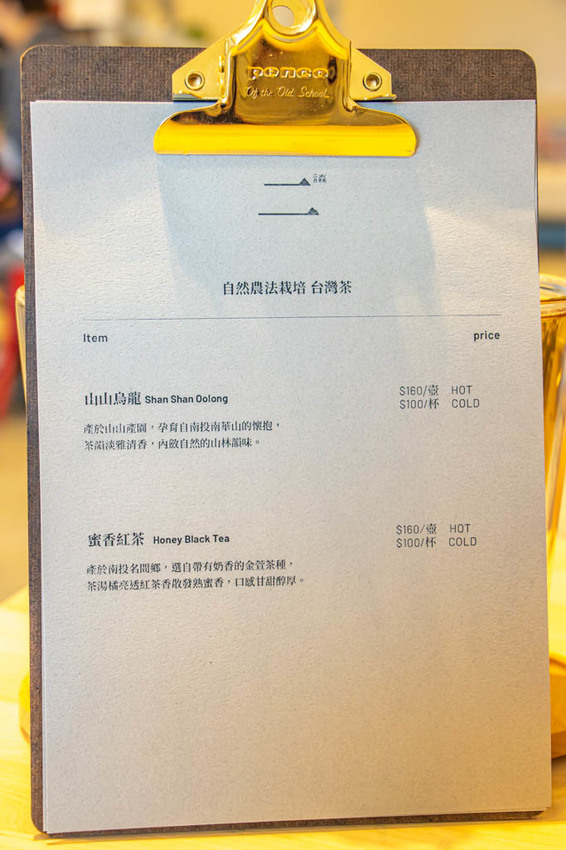 penco
Of the Old School
自然農法栽培 台灣茶
Item
price
山山烏龍 Shan Shan Oolong
$160/壺 HOT
$100/杯 COLD
產於山山產園，孕育自南投南華山的懷抱，
茶韻淡雅清香，內斂自然的山林韻味。
蜜香紅茶 Honey Black Tea
$160/壺 HOT
$100/杯 COLD
產於南投名間鄉，選自帶有奶香的金萱茶種，
茶湯橘亮透紅茶香散發熟蜜香，口感甘甜醇厚。